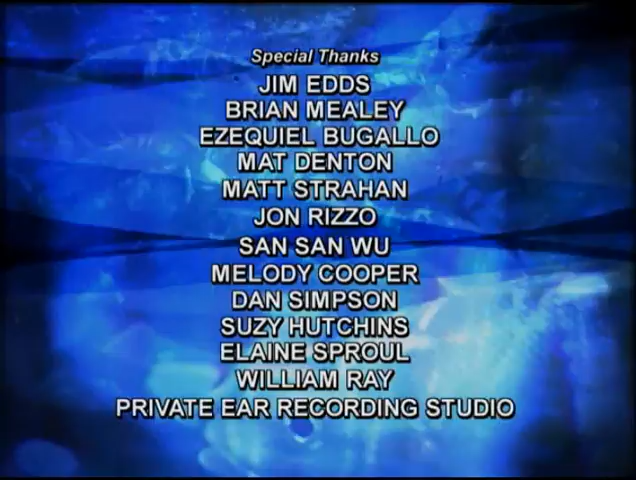 Special Thanks
JIM EDDS
BRIAN MEALEY
EZEQUIEL BUGALLO
MAT DENTON
MATT STRAHAN
JON RIZZO
SAN SAN WU
MELODY COOPER
DAN SIMPSON
SUZY HUTCHINS
ELAINE SPROUL
WILLIAM RAY
PRIVATE EAR RECORDING STUDIO